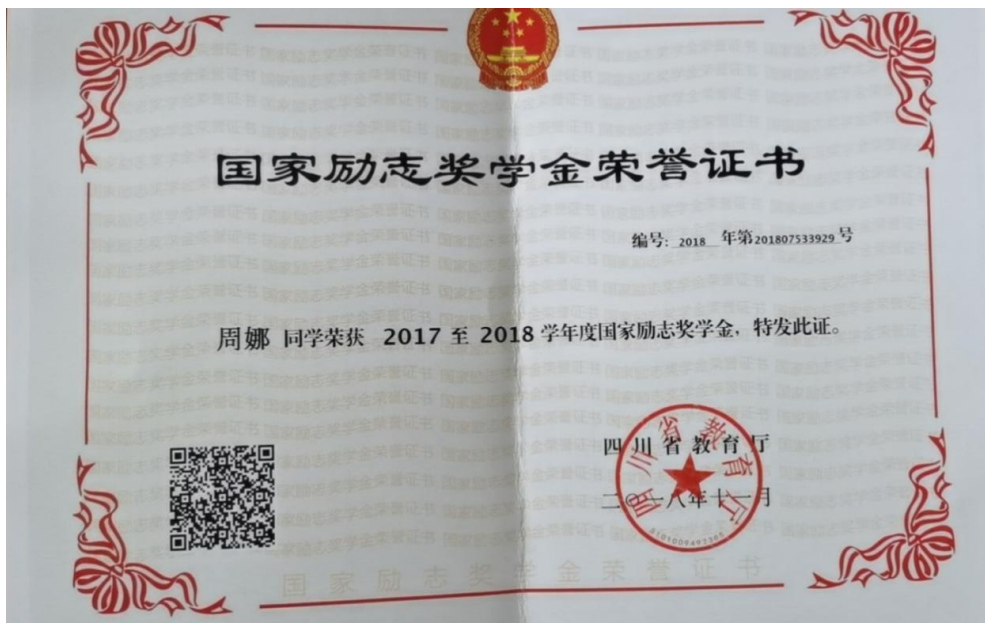 国家励志奖学金荣誉证书
编号: 2018 年第201807533929号
周娜 同学荣获 2017 至 2018 学年度国家励志奖学金，特发此证。
四川省教育厅
二〇一八年十一月
四川省教育厅
国家励志奖学金荣誉证书